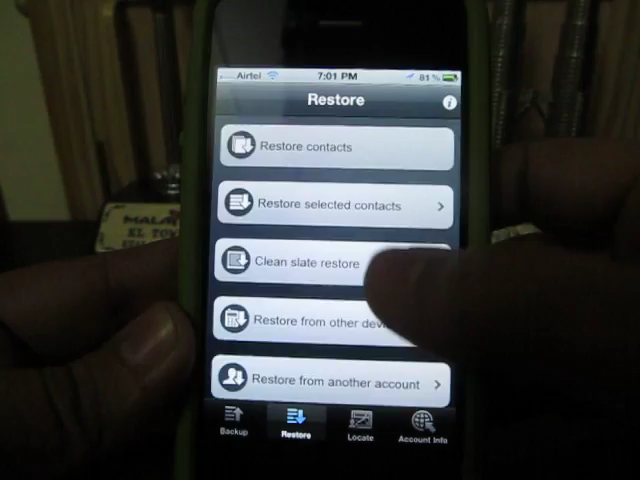 Airtel 7:01 PM 81%
Restore
Restore contacts
Restore selected contacts
Clean slate restore
Restore from other
Restore from another account
Backup Restore Locate Account Info
EL